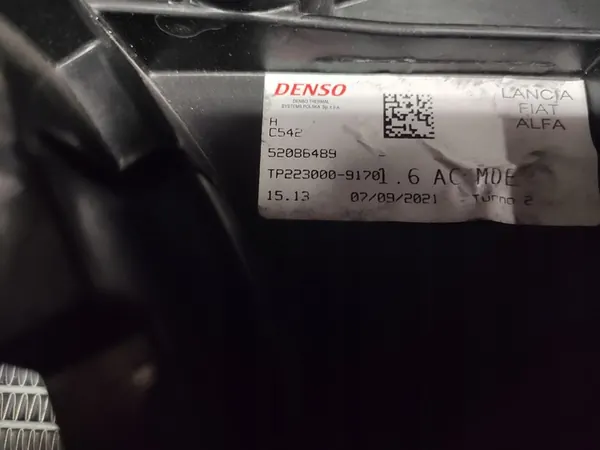 DENSO
DENSO THERMAL
SYSTEMS POLSKA Sp. z o.o.
LANCIA
FIAT
ALFA
H
C542
52086489
TP223000-9170 1.6 AC MDE
15.13 07/09/2021 Turno 2